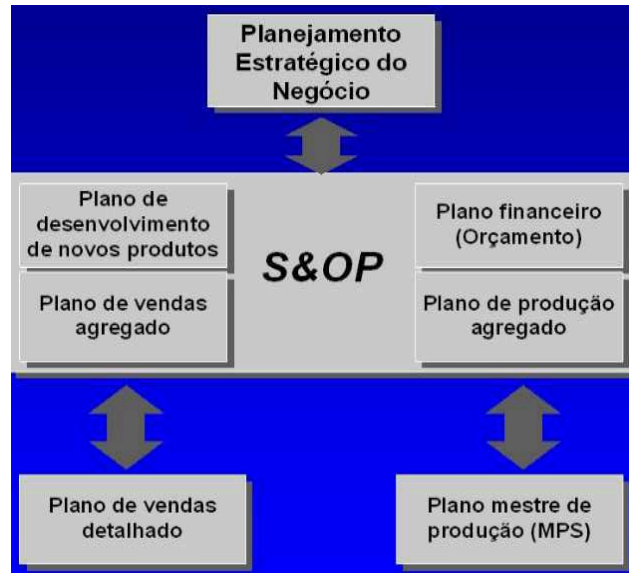 Planejamento
Estratégico do
Negócio
Plano de
desenvolvimento
de novos produtos
Plano de vendas
agregado
S&OP
Plano financeiro
(Orçamento)
Plano de produção
agregado
Plano de vendas
detalhado
Plano mestre de
produção (MPS)